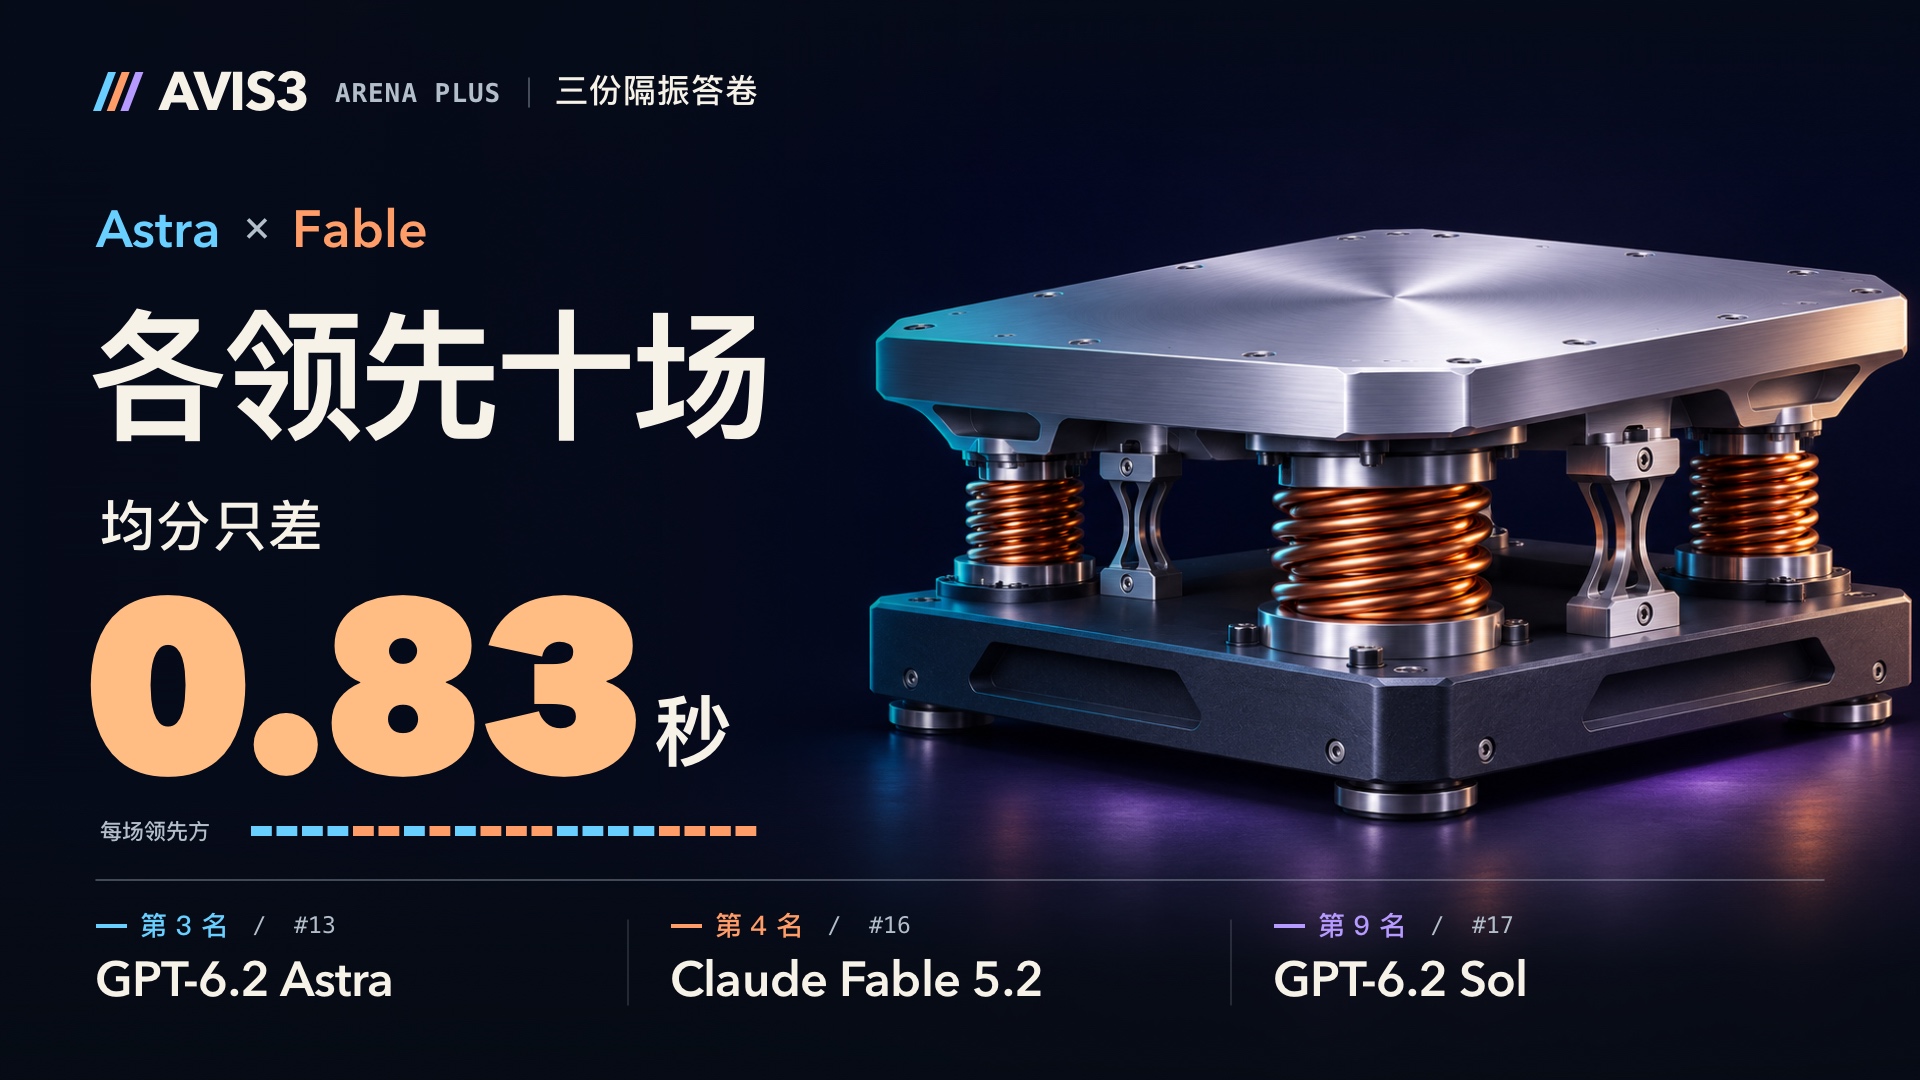 AVIS3 ARENA PLUS | 三份隔振答卷
Astra × Fable
各领先十场
均分只差
0.83秒
每场领先方
第 3 名 / #13
GPT-6.2 Astra
第 4 名 / #16
Claude Fable 5.2
第 9 名 / #17
GPT-6.2 Sol